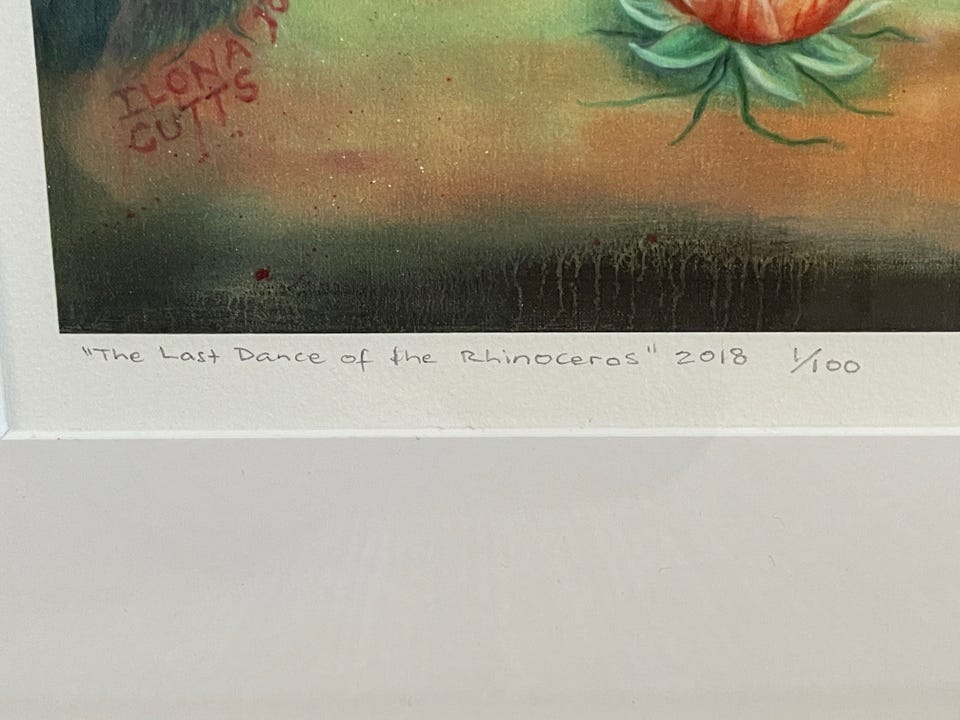 ILONA
CUTTS
"The Last Dance of the Rhinoceros" 2018 1/100